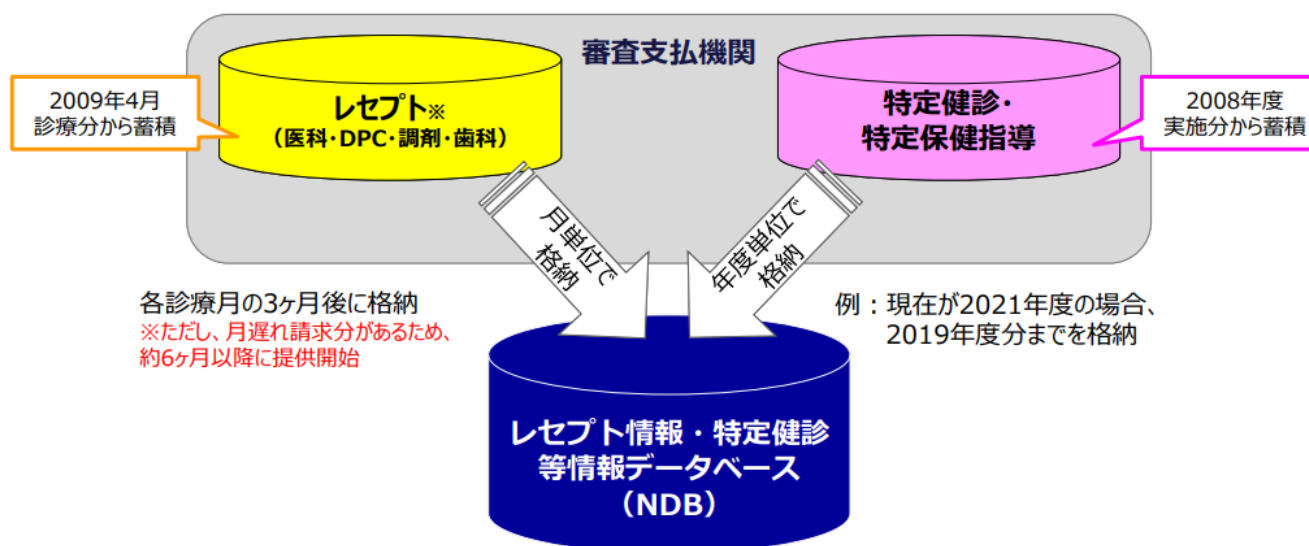 審査支払機関
2009年4月
診療分から蓄積
レセプト※
（医科・DPC・調剤・歯科）
特定健診・
特定保健指導
2008年度
実施分から蓄積
月単位で
格納
年度単位で
格納
各診療月の3ヶ月後に格納
※ただし、月遅れ請求分があるため、
約6ヶ月以降に提供開始
例：現在が2021年度の場合、
2019年度分までを格納
レセプト情報・特定健診
等情報データベース
（NDB）